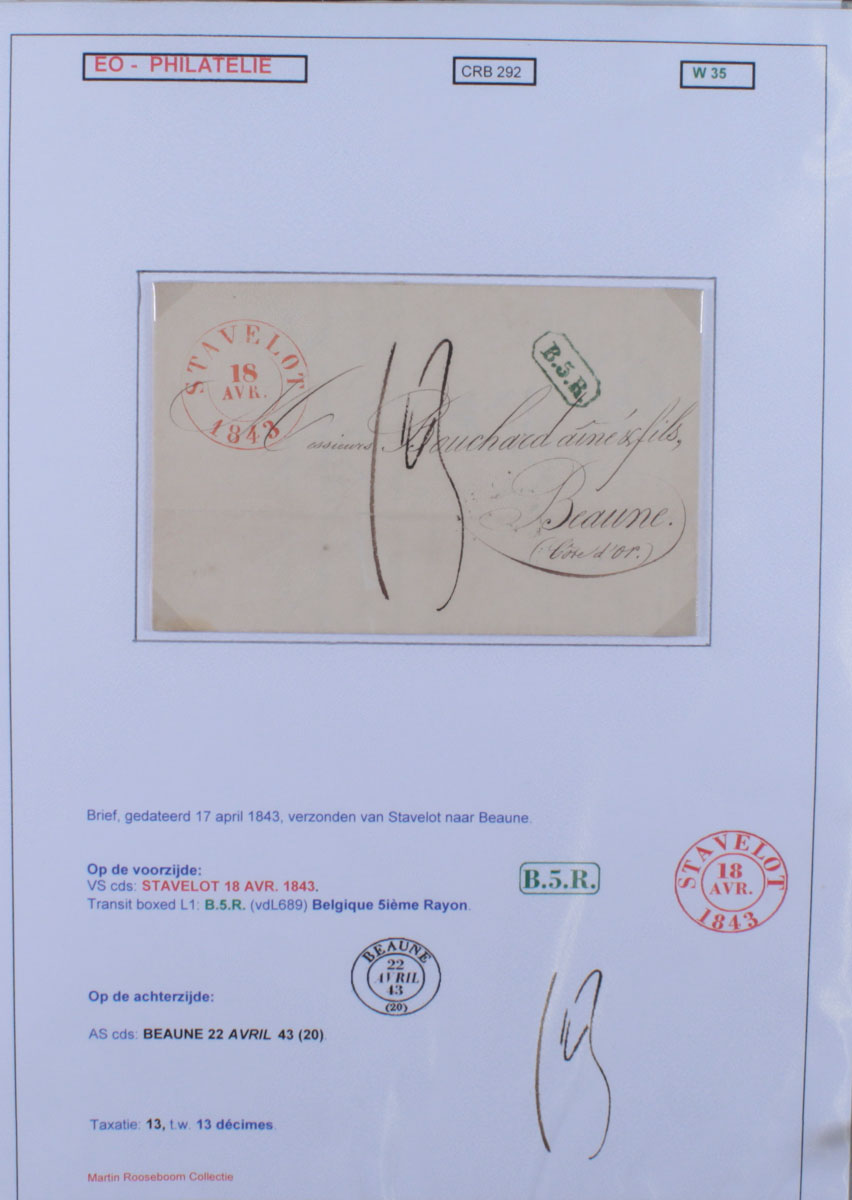 EO - PHILATELIE
CRB 292
W 35
STAVELOT
18
AVR.
1843
B.5.R.
13
Messieurs Bouchard aîné & fils,
Beaune.
(Côte d'Or.)
Brief, gedateerd 17 april 1843, verzonden van Stavelot naar Beaune.
Op de voorzijde:
VS cds: STAVELOT 18 AVR. 1843.
Transit boxed L1: B.5.R. (vdL689) Belgique 5ième Rayon.
B.5.R.
STAVELOT
18
AVR.
1843
BEAUNE
22
AVRIL
43
(20)
Op de achterzijde:
AS cds: BEAUNE 22 AVRIL 43 (20).
13
Taxatie: 13, t.w. 13 décimes.
Martin Rooseboom Collectie